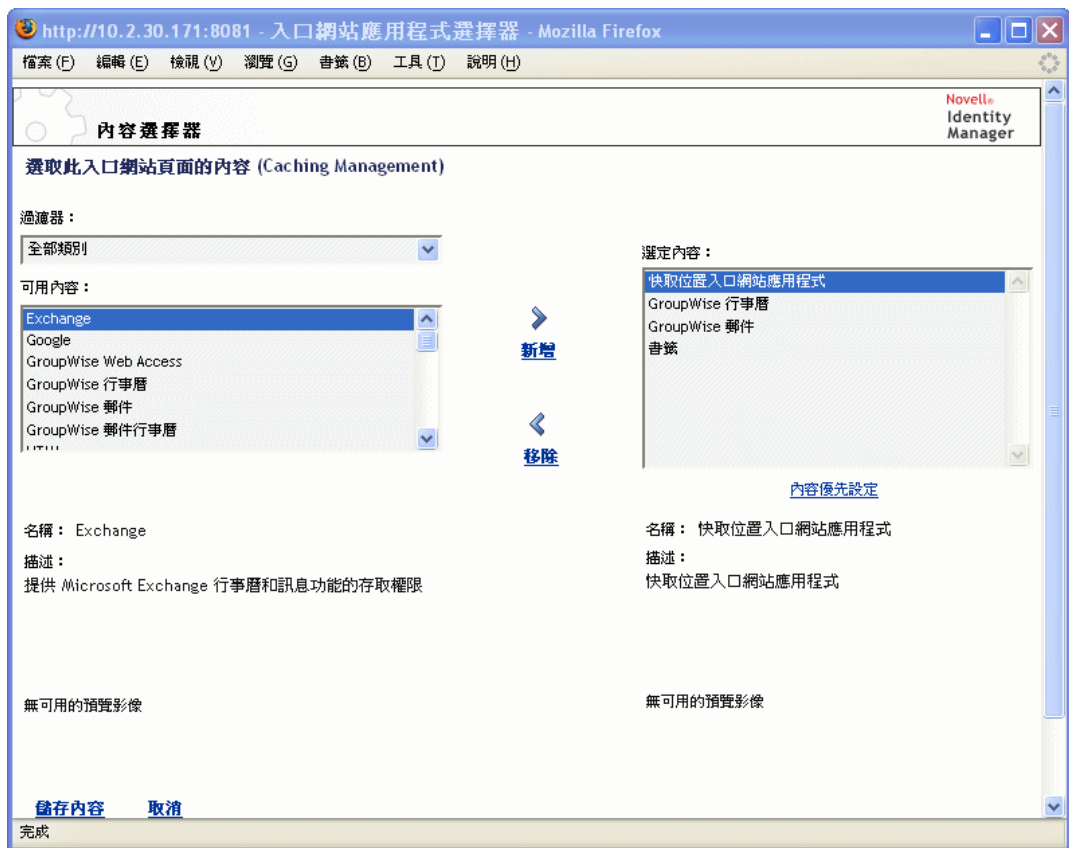 http://10.2.30.171:8081 - 入口網站應用程式選擇器 - Mozilla Firefox
檔案(F) 編輯(E) 檢視(V) 瀏覽(G) 書籤(B) 工具(T) 說明(H)
Novell®
Identity
Manager
內容選擇器
選取此入口網站頁面的內容 (Caching Management)
過濾器：
全部類別
可用內容：
Exchange
Google
GroupWise Web Access
GroupWise 行事曆
GroupWise 郵件
GroupWise 郵件行事曆
新增
移除
選定內容：
快取位置入口網站應用程式
GroupWise 行事曆
GroupWise 郵件
書籤
內容優先設定
名稱： Exchange
描述：
提供 Microsoft Exchange 行事曆和訊息功能的存取權限
無可用的預覽影像
名稱： 快取位置入口網站應用程式
描述：
快取位置入口網站應用程式
無可用的預覽影像
儲存內容 取消
完成